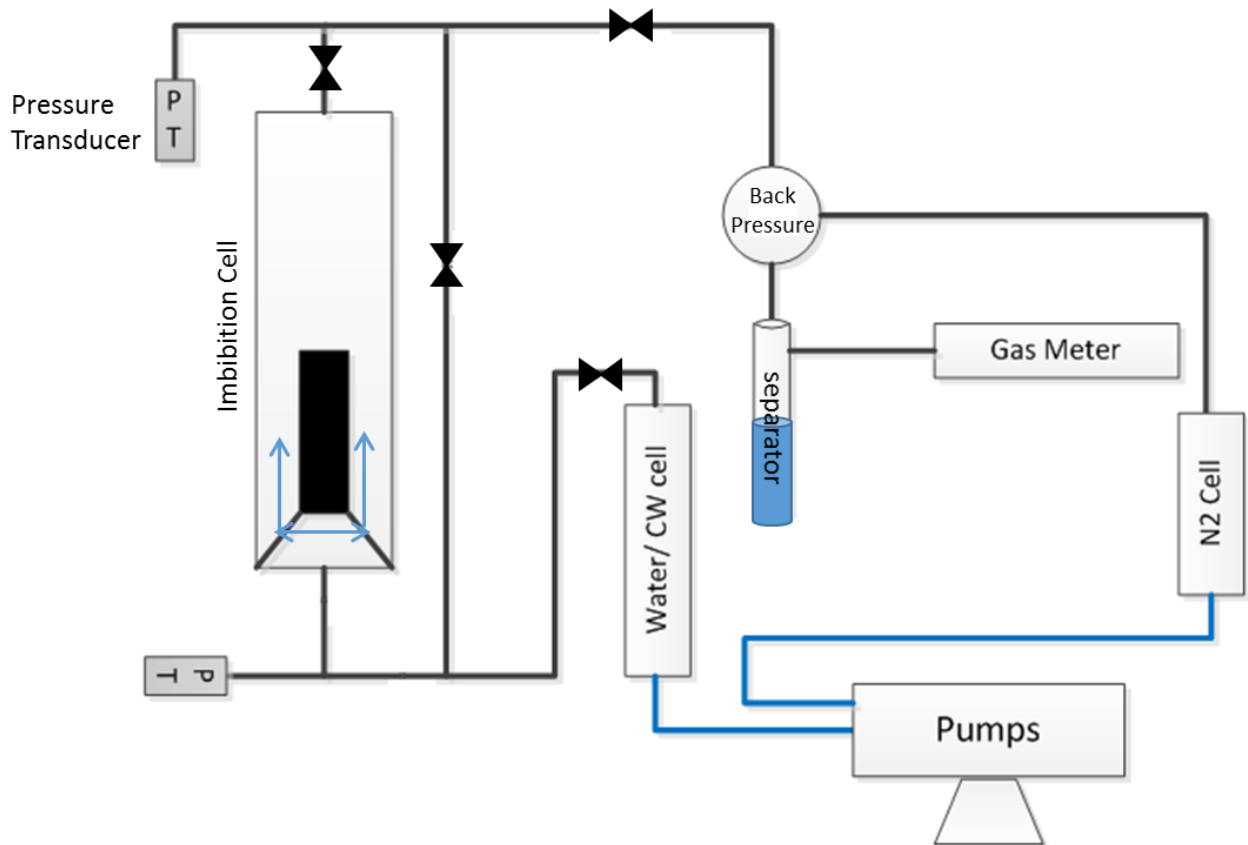 Pressure
Transducer
P
T
Imbibition Cell
Back
Pressure
separator
Gas Meter
Water/ CW cell
N2 Cell
P
T
Pumps